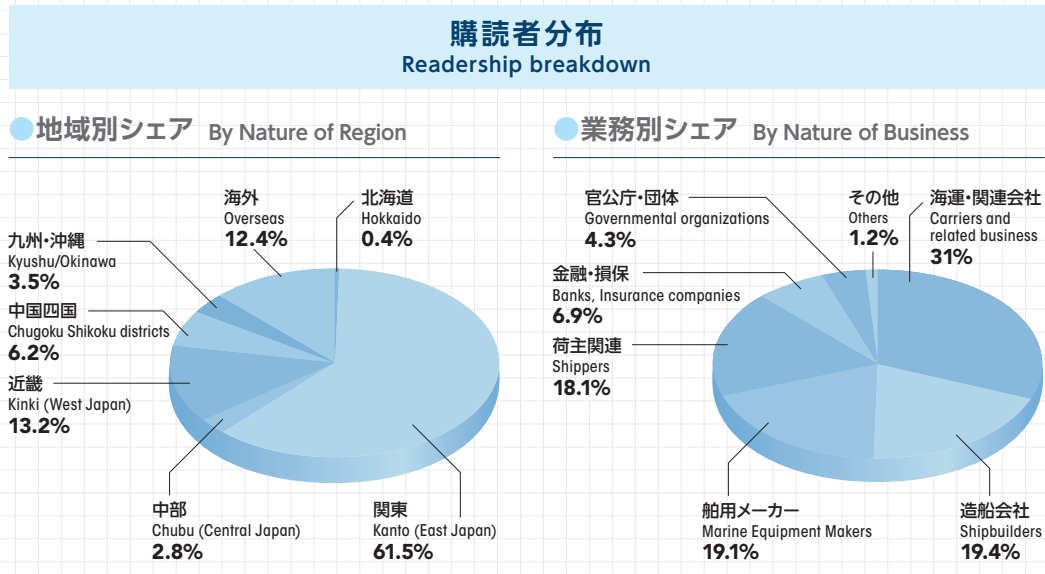 購読者分布
Readership breakdown
地域別シェア By Nature of Region
海外
Overseas
12.4%
北海道
Hokkaido
0.4%
九州・沖縄
Kyushu/Okinawa
3.5%
中国四国
Chugoku Shikoku districts
6.2%
近畿
Kinki (West Japan)
13.2%
中部
Chubu (Central Japan)
2.8%
関東
Kanto (East Japan)
61.5%
業務別シェア By Nature of Business
官公庁・団体
Governmental organizations
4.3%
その他
Others
1.2%
海運・関連会社
Carriers and
related business
31%
金融・損保
Banks, Insurance companies
6.9%
荷主関連
Shippers
18.1%
舶用メーカー
Marine Equipment Makers
19.1%
造船会社
Shipbuilders
19.4%